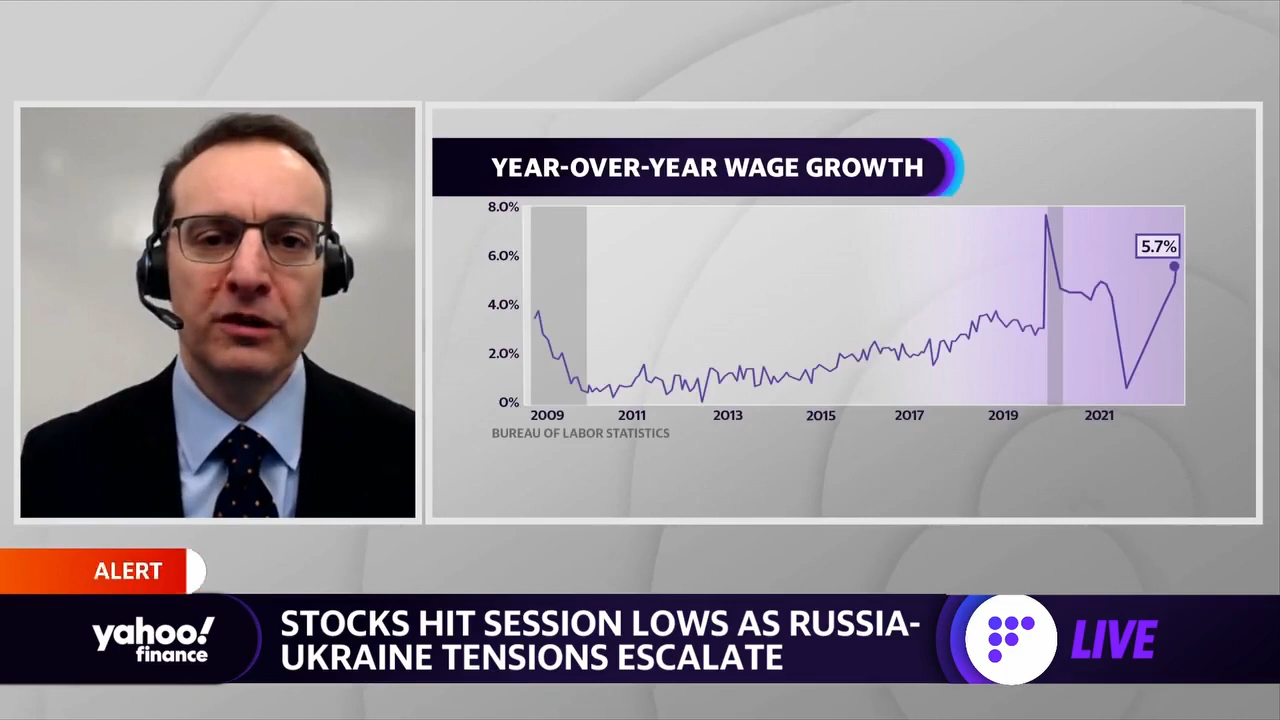 YEAR-OVER-YEAR WAGE GROWTH
8.0%
6.0%
4.0%
2.0%
0%
5.7%
2009 2011 2013 2015 2017 2019 2021
BUREAU OF LABOR STATISTICS
ALERT
yahoo!
finance
STOCKS HIT SESSION LOWS AS RUSSIA-
UKRAINE TENSIONS ESCALATE
LIVE